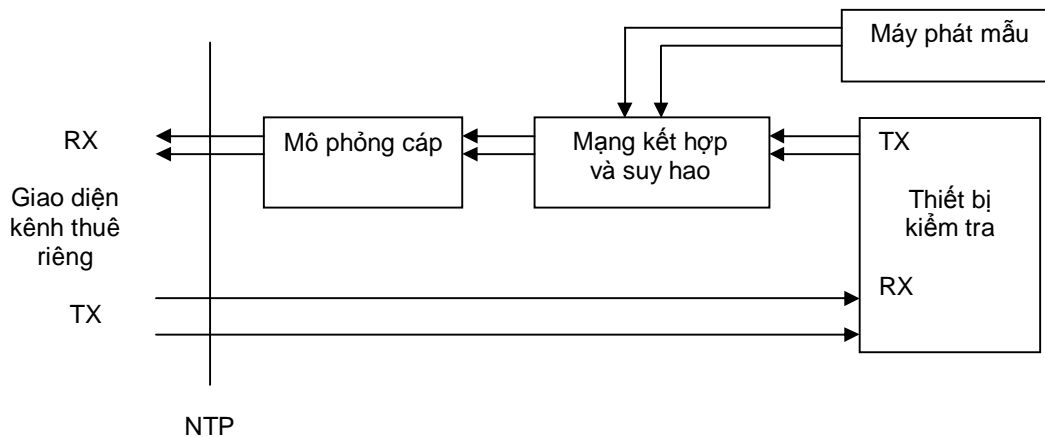 Máy phát mẫu
RX
Mô phỏng cáp
Mạng kết hợp
và suy hao
TX
Giao diện
kênh thuê
riêng
Thiết bị
kiểm tra
TX
RX
NTP